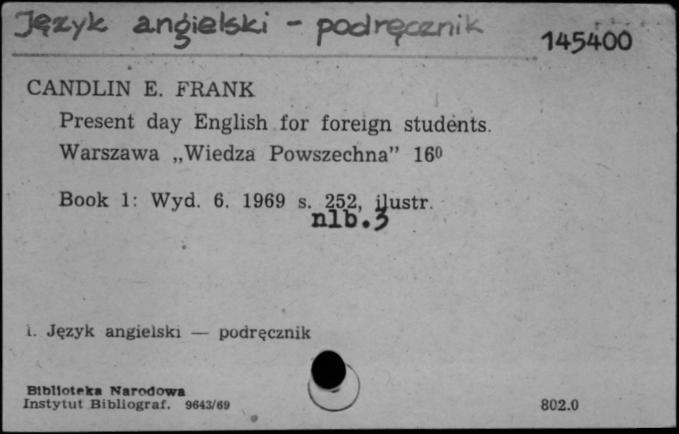 Język angielski - podręcznik
145400
CANDLIN E. FRANK
Present day English for foreign students.
Warszawa „Wiedza Powszechna” 16⁰
Book 1: Wyd. 6. 1969 s. 252, ilustr.
nlb.3
1. Język angielski — podręcznik
Biblioteka Narodowa
Instytut Bibliograf. 9643/69
802.0